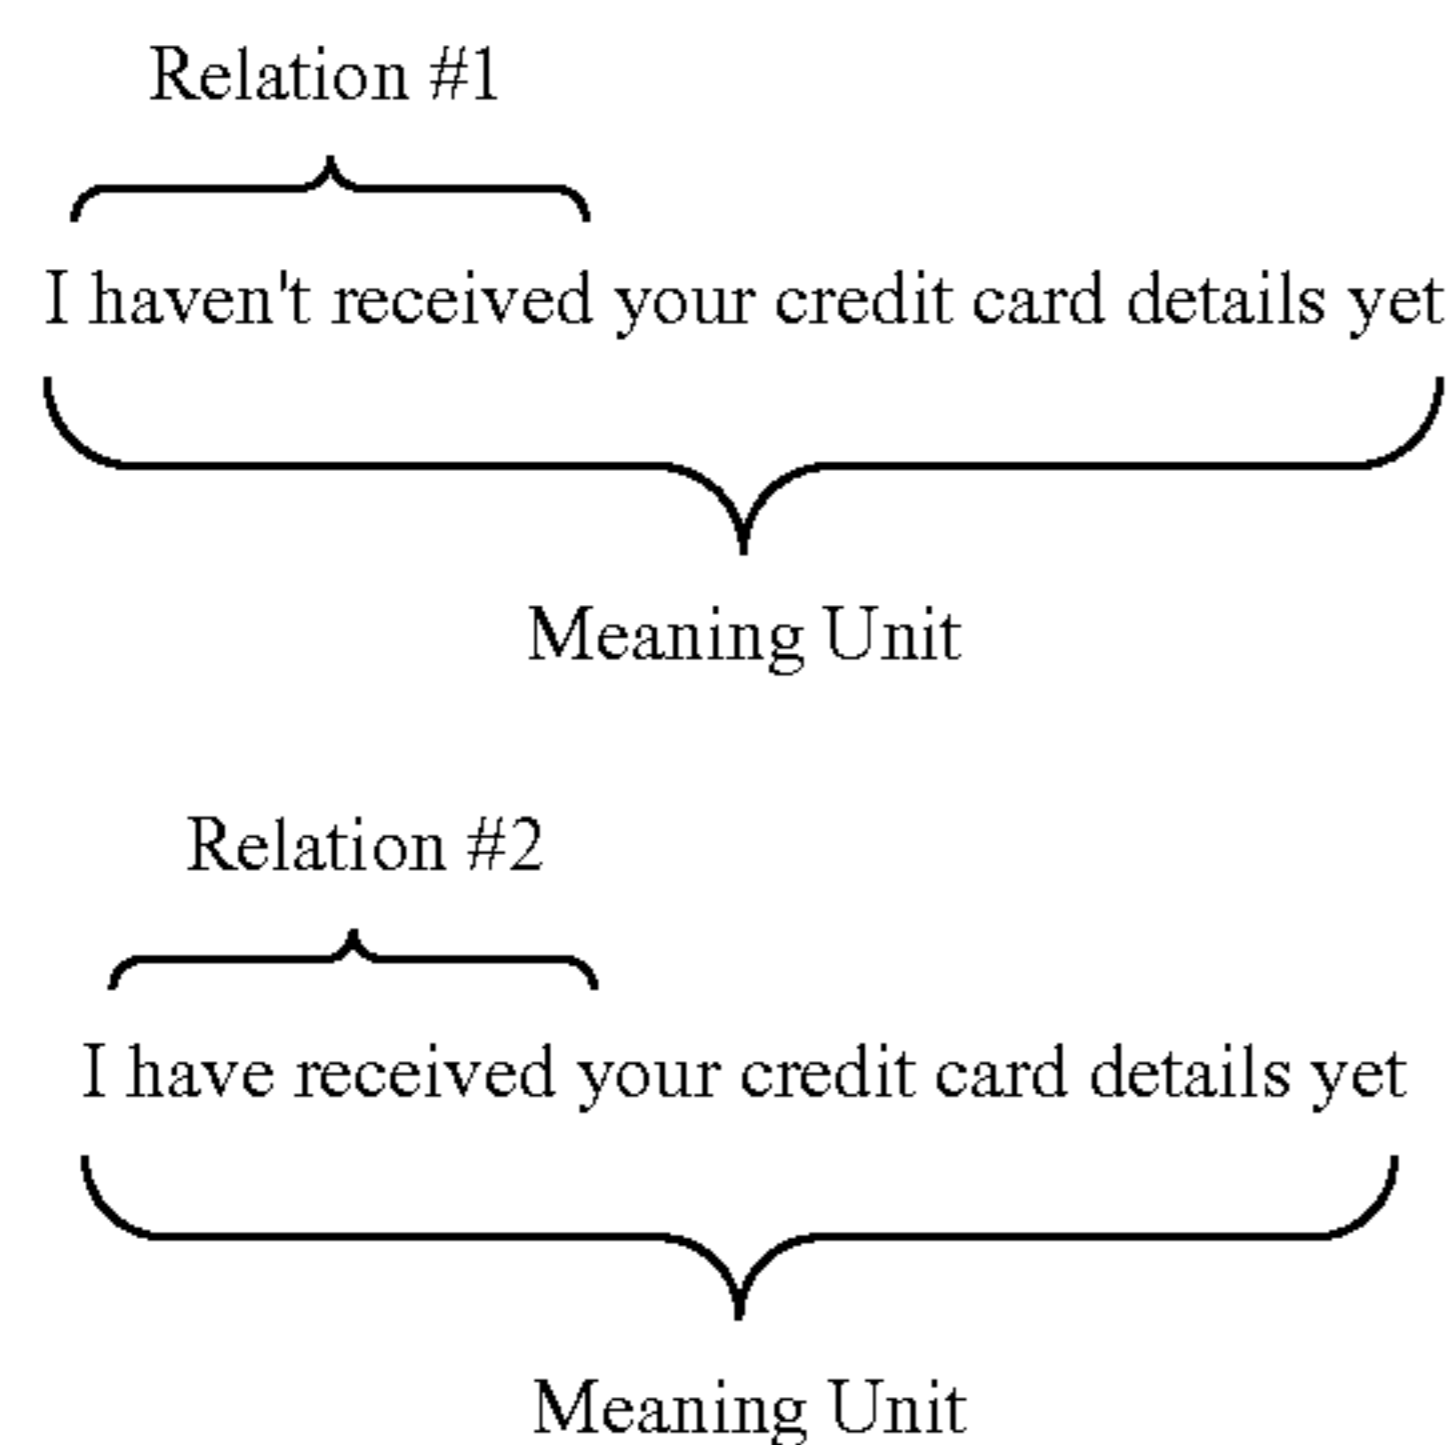 Relation #1
I haven't received your credit card details yet
Meaning Unit
Relation #2
I have received your credit card details yet
Meaning Unit